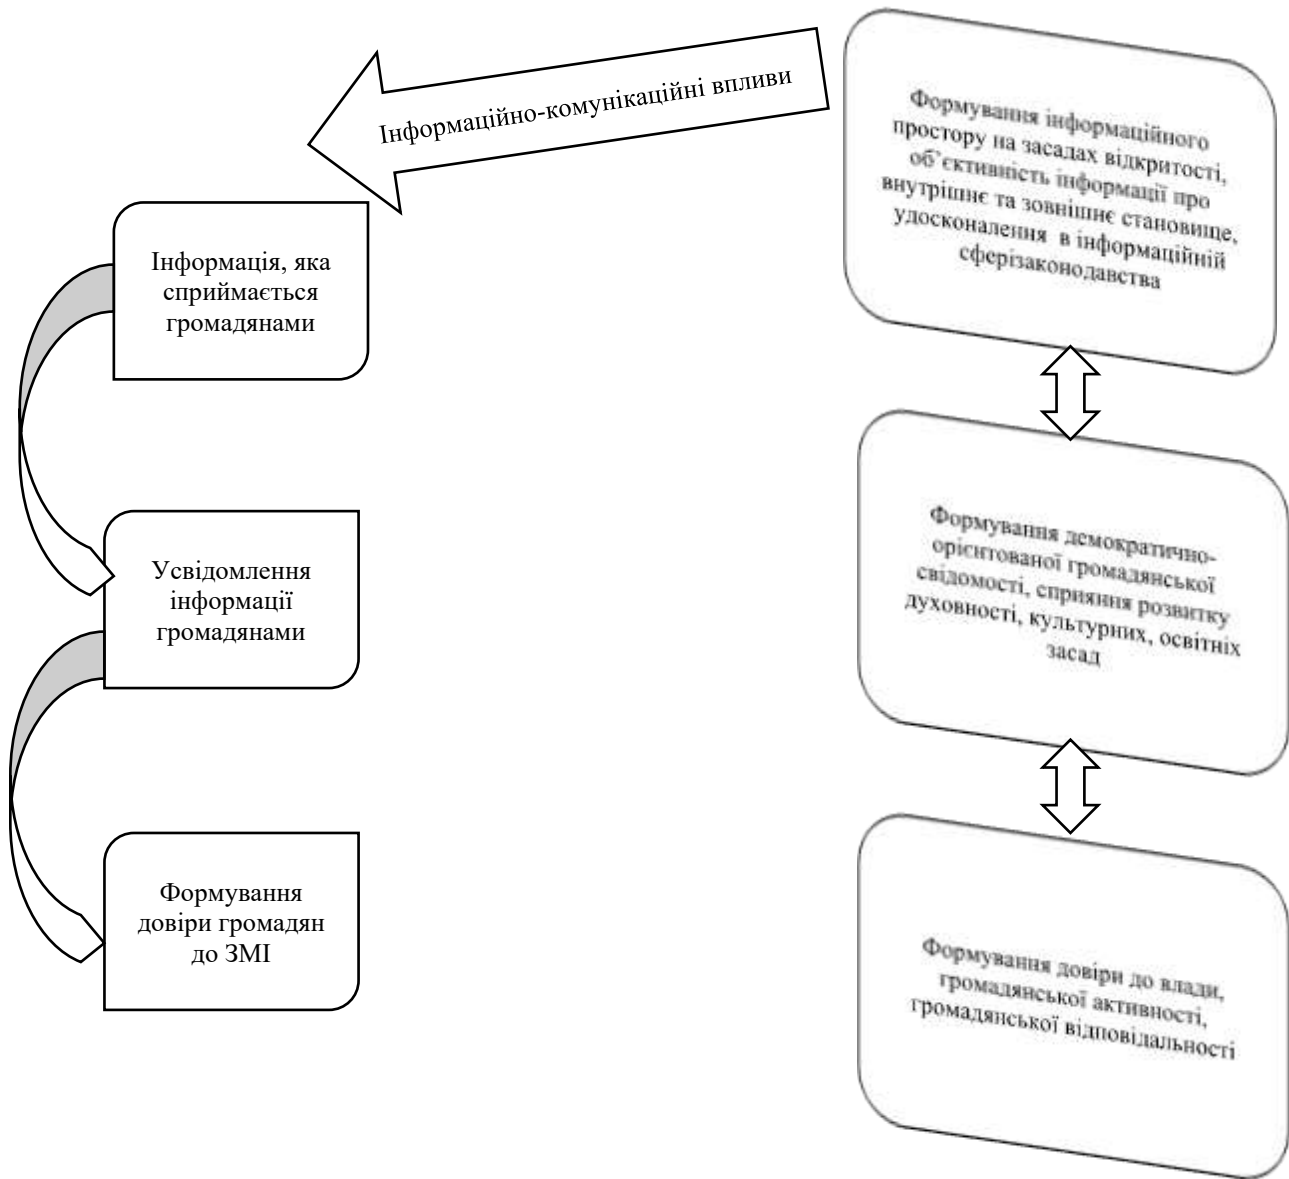 Інформаційно-комунікаційні впливи
Формування інформаційного
простору на засадах відкритості,
об’єктивність інформації про
внутрішнє та зовнішнє становище,
удосконалення в інформаційній
сферізаконодавства
Інформація, яка
сприймається
громадянами
Усвідомлення
інформації
громадянами
Формування демократично-
орієнтованої громадянської
свідомості, сприяння розвитку
духовності, культурних, освітніх
засад
Формування
довіри громадян
до ЗМІ
Формування довіри до влади,
громадянської активності,
громадянської відповідальності